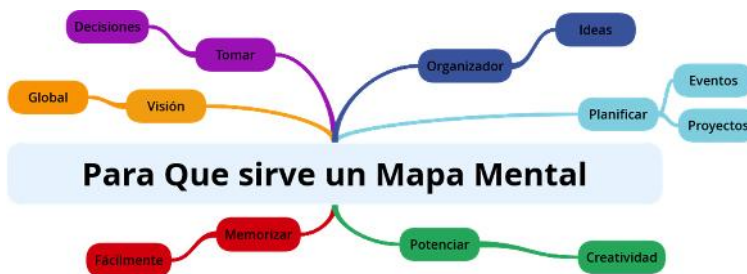 Decisiones
Tomar
Global
Visión
Ideas
Organizador
Eventos
Planificar
Proyectos
Para Que sirve un Mapa Mental
Memorizar
Fácilmente
Potenciar
Creatividad